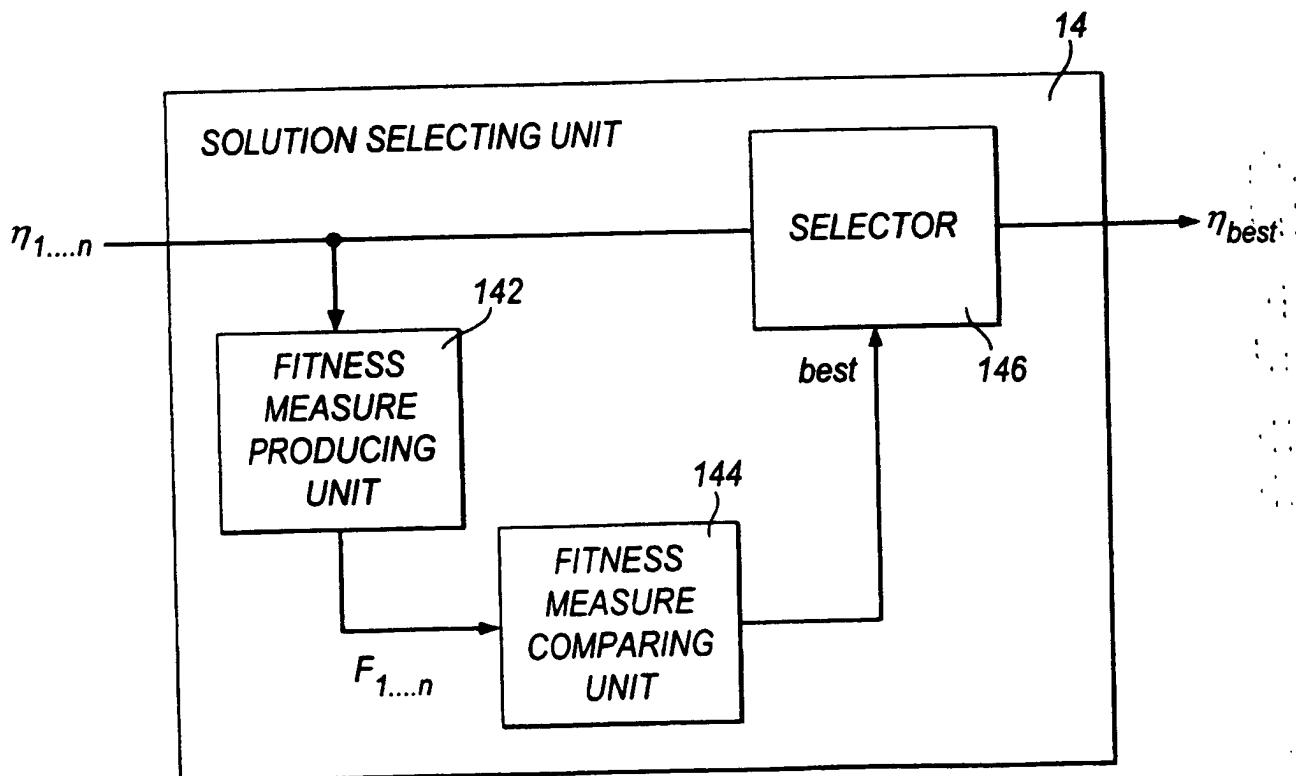 14
SOLUTION SELECTING UNIT
SELECTOR
η1....n
ηbest
142
146
best
FITNESS
MEASURE
PRODUCING
UNIT
144
FITNESS
MEASURE
COMPARING
UNIT
F1....n